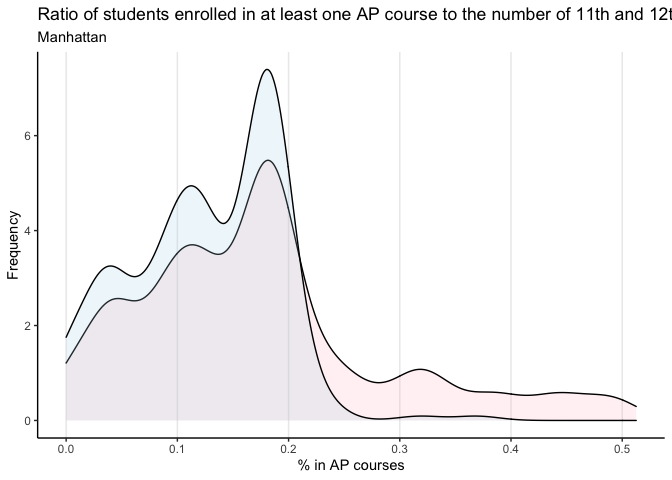 Ratio of students enrolled in at least one AP course to the number of 11th and 12t
Manhattan
Frequency
6
4
2
0
0.0 0.1 0.2 0.3 0.4 0.5
% in AP courses